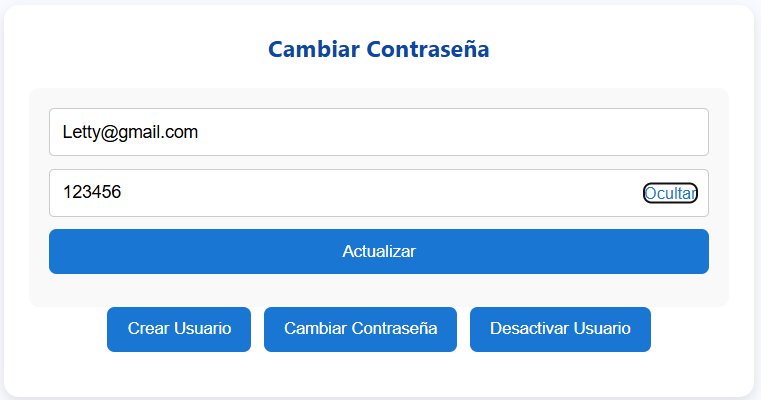 Cambiar Contraseña
Letty@gmail.com
123456
Ocultar
Actualizar
Crear Usuario
Cambiar Contraseña
Desactivar Usuario